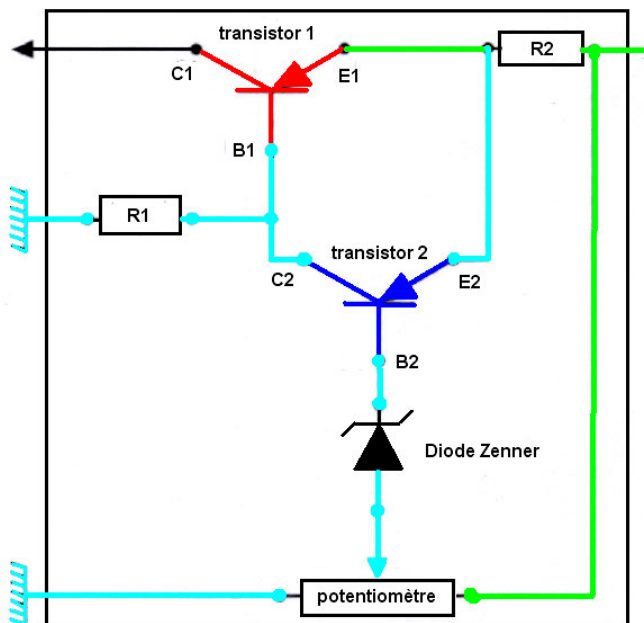 transistor 1
R2
C1
E1
B1
R1
transistor 2
C2
E2
B2
Diode Zenner
potentiomètre